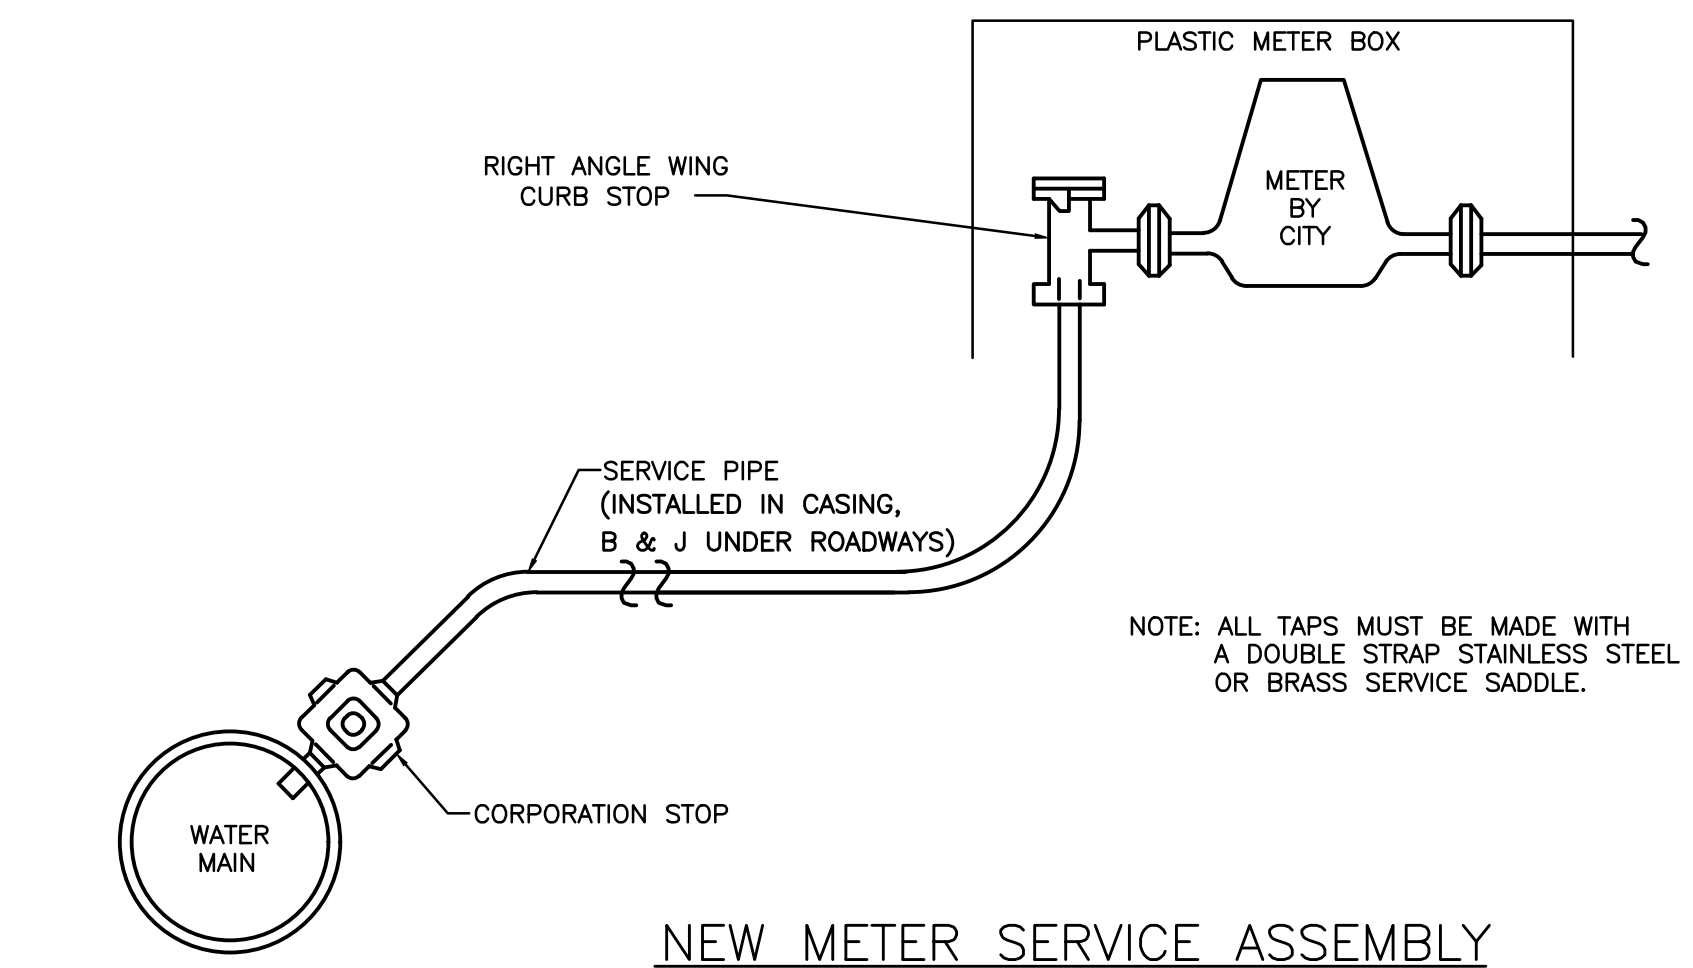 PLASTIC METER BOX
RIGHT ANGLE WING
CURB STOP
METER
BY
CITY
SERVICE PIPE
(INSTALLED IN CASING,
B & J UNDER ROADWAYS)
NOTE: ALL TAPS MUST BE MADE WITH
A DOUBLE STRAP STAINLESS STEEL
OR BRASS SERVICE SADDLE.
CORPORATION STOP
WATER
MAIN
NEW METER SERVICE ASSEMBLY